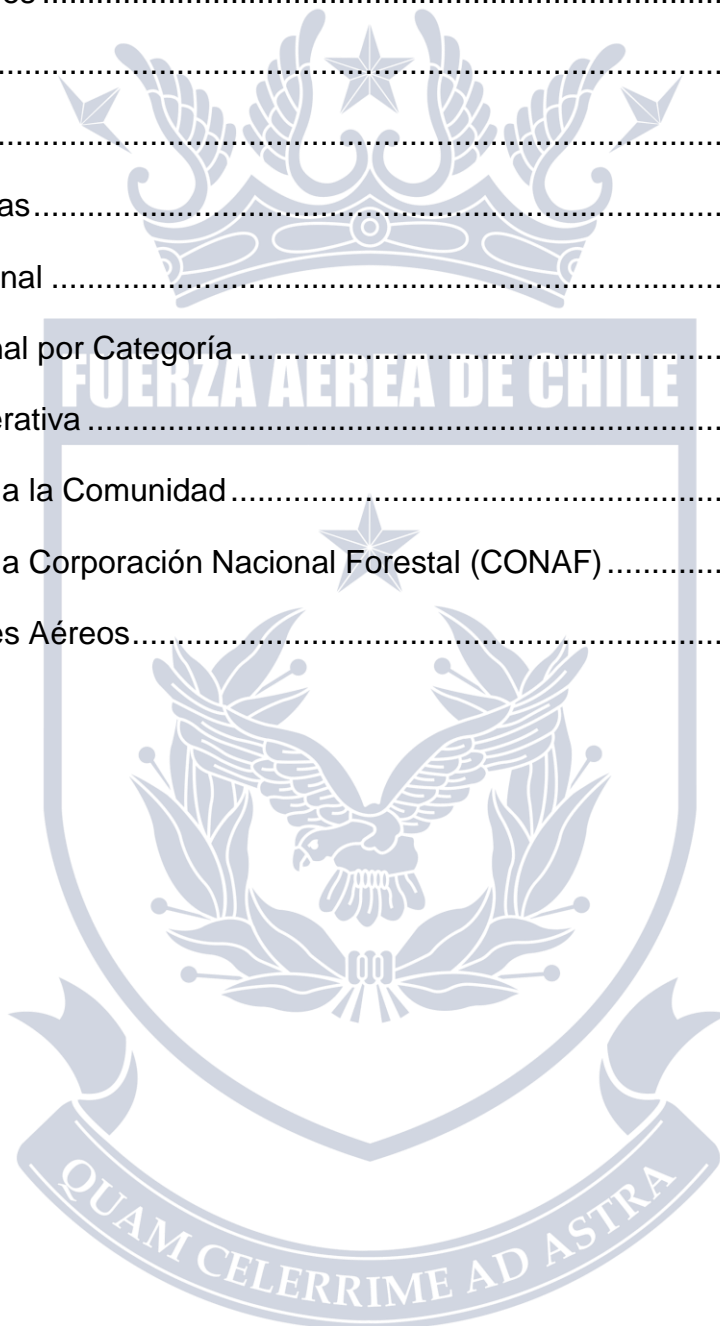 os ........................................................................
........................................................................
........................................................................
as ........................................................................
nal ........................................................................
nal por Categoría ............................................................
FUERZA AEREA DE CHILE
erativa ........................................................................
a la Comunidad ............................................................
a Corporación Nacional Forestal (CONAF) ..............
es Aéreos ............................................................
QUAM CELERRIME AD ASTRA